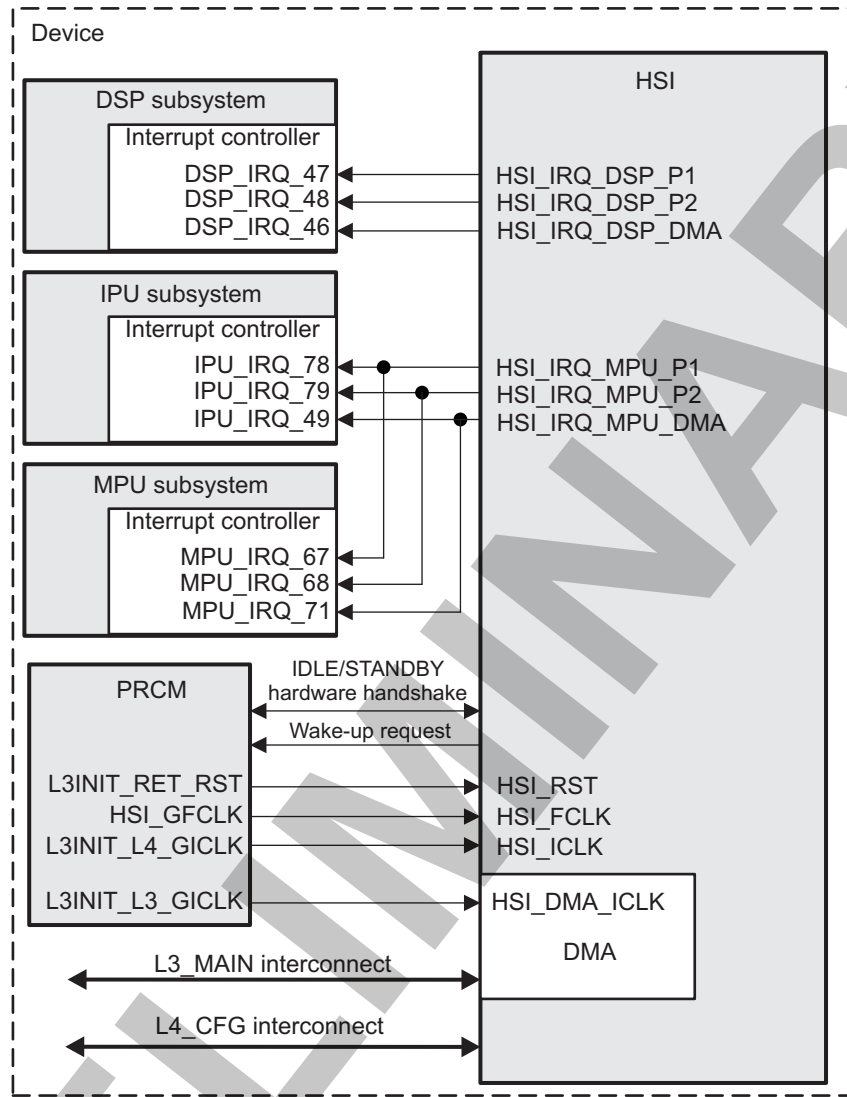 Device
HSI
DSP subsystem
Interrupt controller
DSP_IRQ_47
DSP_IRQ_48
DSP_IRQ_46
HSI_IRQ_DSP_P1
HSI_IRQ_DSP_P2
HSI_IRQ_DSP_DMA
IPU subsystem
Interrupt controller
IPU_IRQ_78
IPU_IRQ_79
IPU_IRQ_49
HSI_IRQ_MPU_P1
HSI_IRQ_MPU_P2
HSI_IRQ_MPU_DMA
MPU subsystem
Interrupt controller
MPU_IRQ_67
MPU_IRQ_68
MPU_IRQ_71
PRCM
IDLE/STANDBY
hardware handshake
Wake-up request
L3INIT_RET_RST
HSI_GFCLK
L3INIT_L4_GICLK
L3INIT_L3_GICLK
HSI_RST
HSI_FCLK
HSI_ICLK
HSI_DMA_ICLK
DMA
L3_MAIN interconnect
L4_CFG interconnect